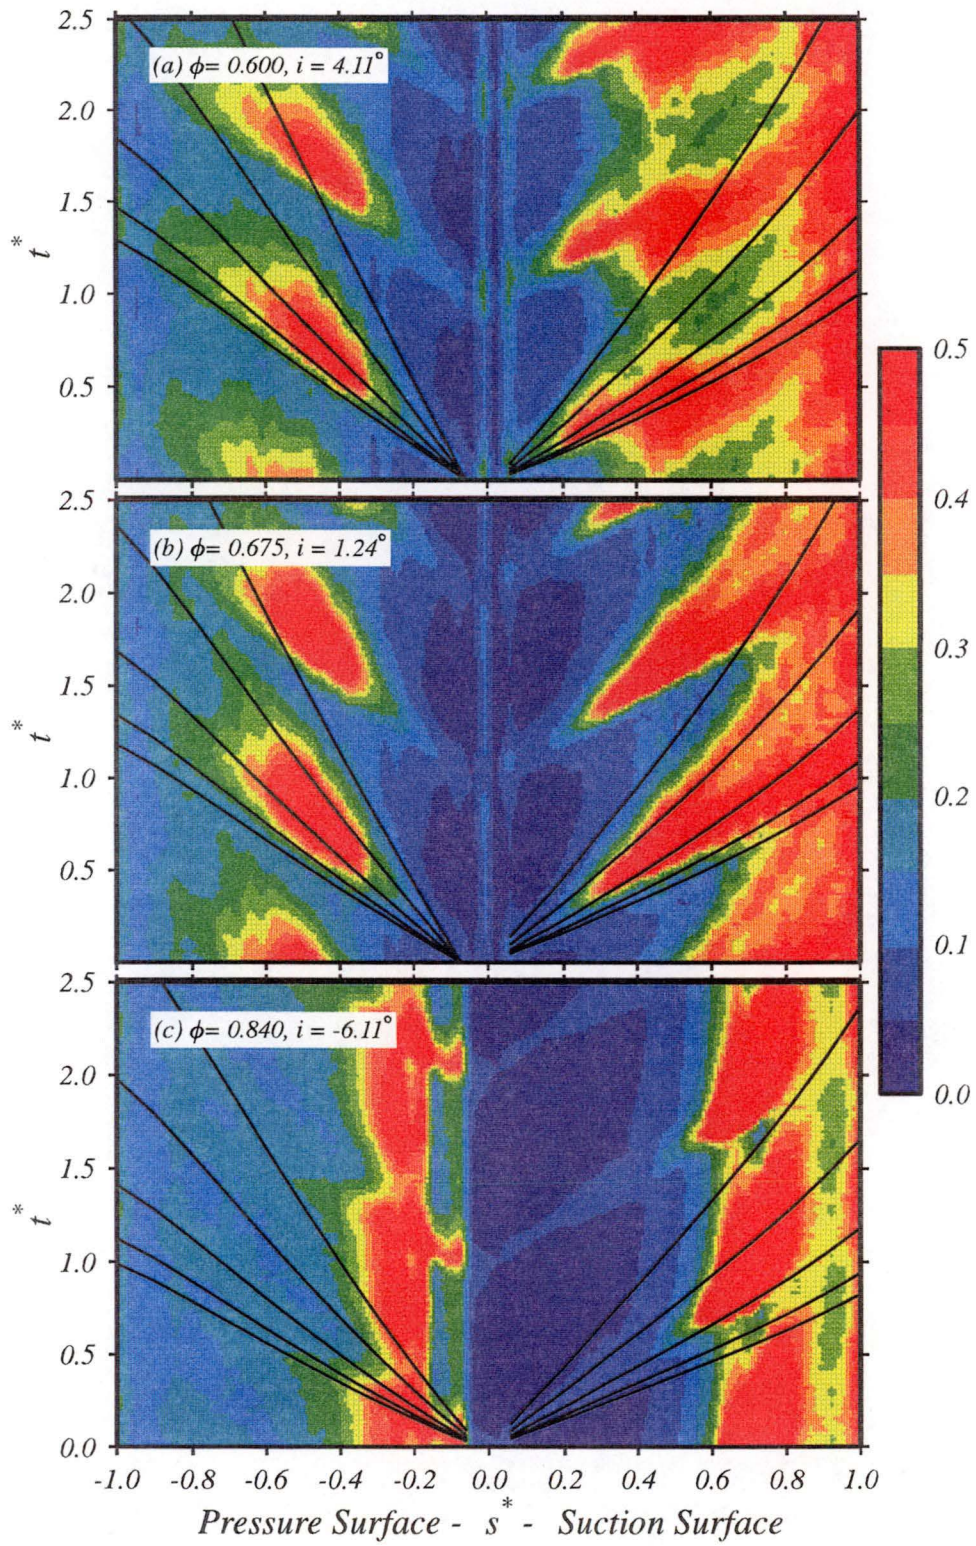 2.5
(a) ϕ= 0.600, i = 4.11°
2.0
1.5
t*
1.0
0.5
0.5
2.5
0.4
(b) ϕ= 0.675, i = 1.24°
2.0
0.3
1.5
t*
0.2
1.0
0.5
0.1
2.5
(c) ϕ= 0.840, i = -6.11°
2.0
0.0
1.5
t*
1.0
0.5
0.0
-1.0 -0.8 -0.6 -0.4 -0.2 0.0 0.2 0.4 0.6 0.8 1.0
Pressure Surface - s* - Suction Surface